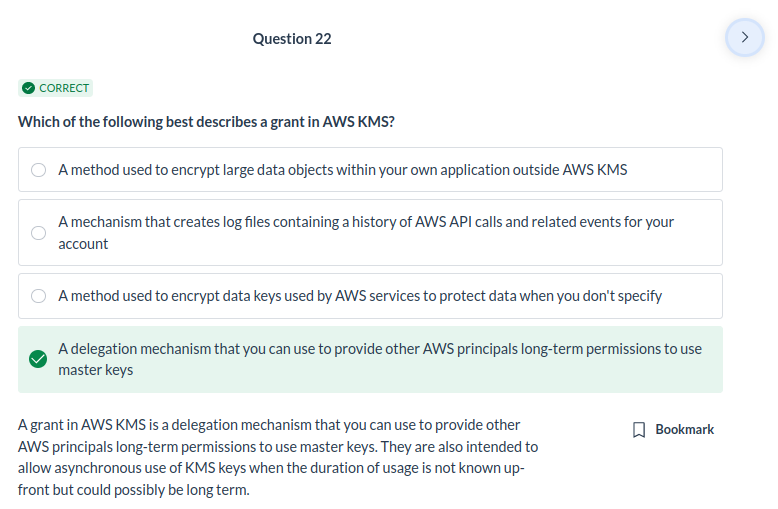 Question 22
CORRECT
Which of the following best describes a grant in AWS KMS?
A method used to encrypt large data objects within your own application outside AWS KMS
A mechanism that creates log files containing a history of AWS API calls and related events for your
account
A method used to encrypt data keys used by AWS services to protect data when you don't specify
A delegation mechanism that you can use to provide other AWS principals long-term permissions to use
master keys
A grant in AWS KMS is a delegation mechanism that you can use to provide other
AWS principals long-term permissions to use master keys. They are also intended to
allow asynchronous use of KMS keys when the duration of usage is not known up-
front but could possibly be long term.
Bookmark